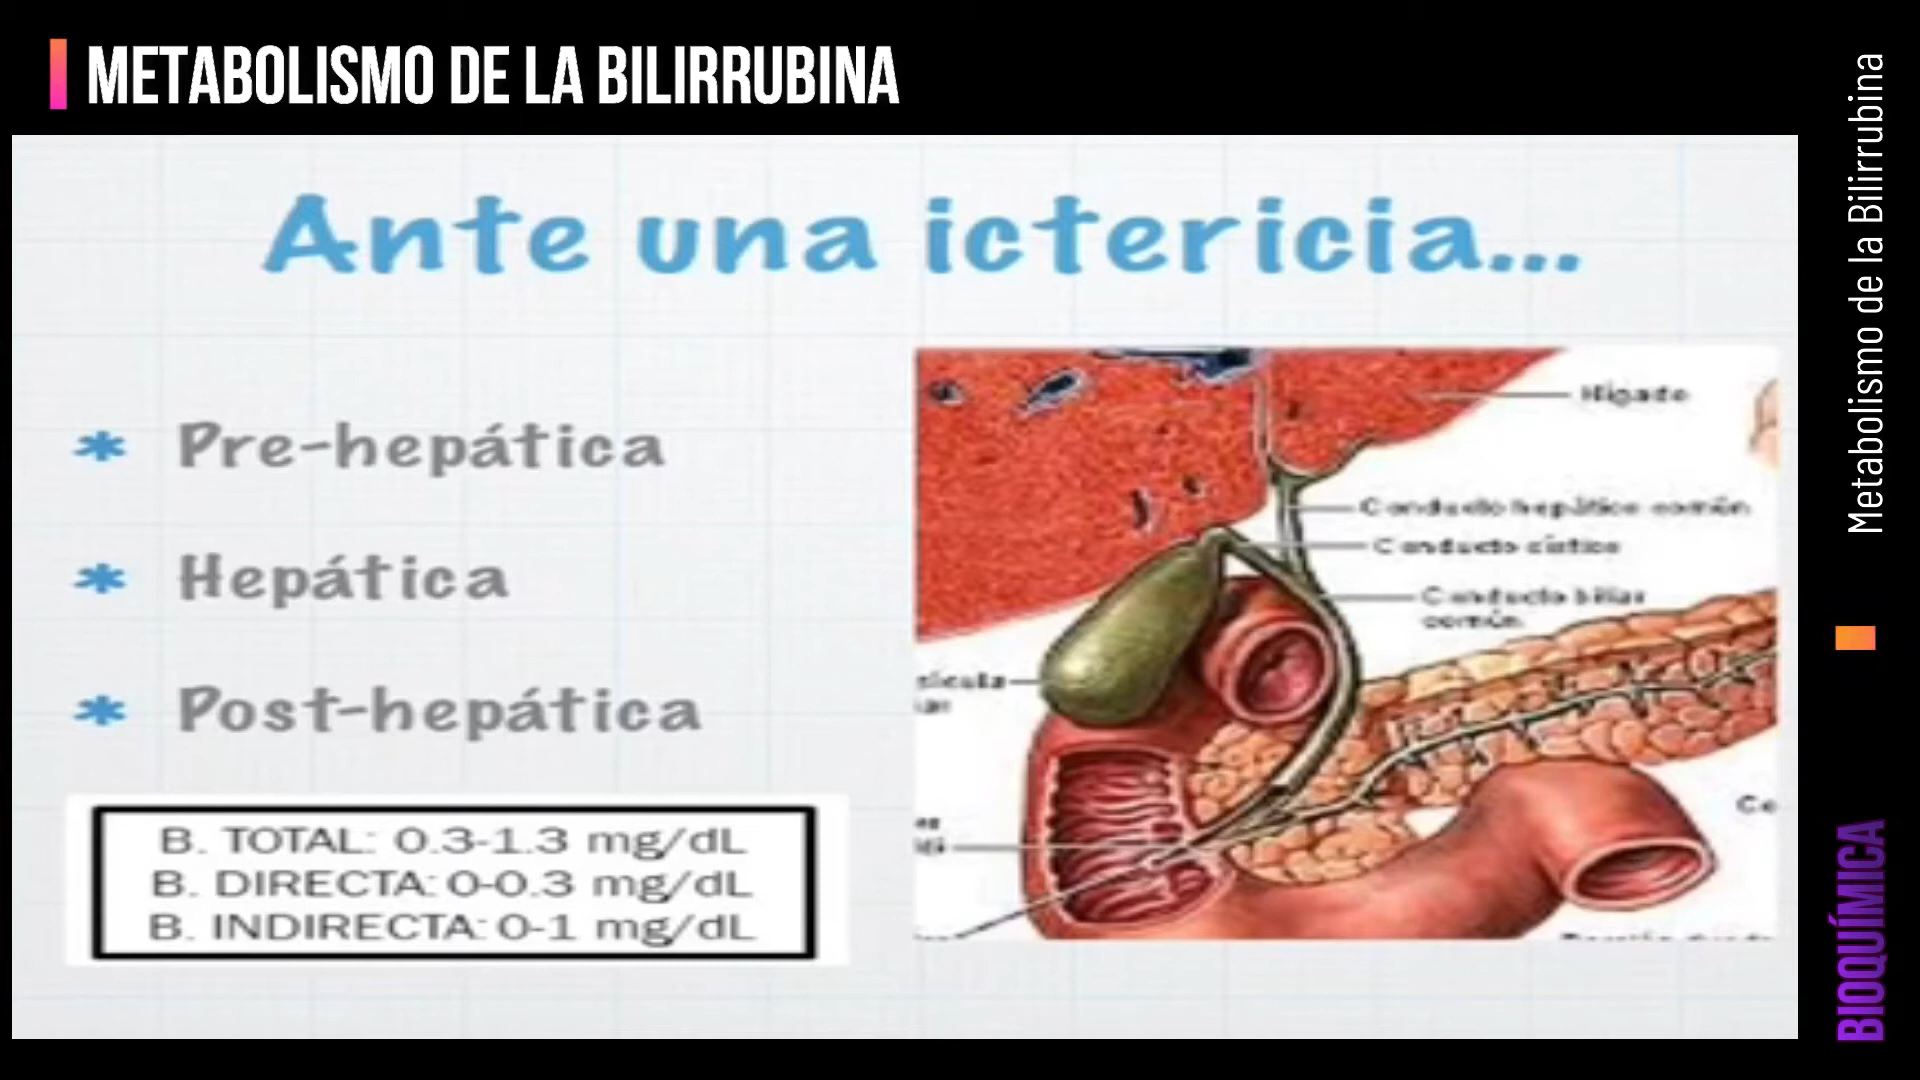 METABOLISMO DE LA BILIRRUBINA
Ante una ictericia...
* Pre-hepática
* Hepática
* Post-hepática
B. TOTAL: 0.3-1.3 mg/dL
B. DIRECTA: 0-0.3 mg/dL
B. INDIRECTA: 0-1 mg/dL
Hígado
Conducto hepático común
Conducto cístico
Conducto biliar
común
Metabolismo de la Bilirrubina
BIOQUÍMICA